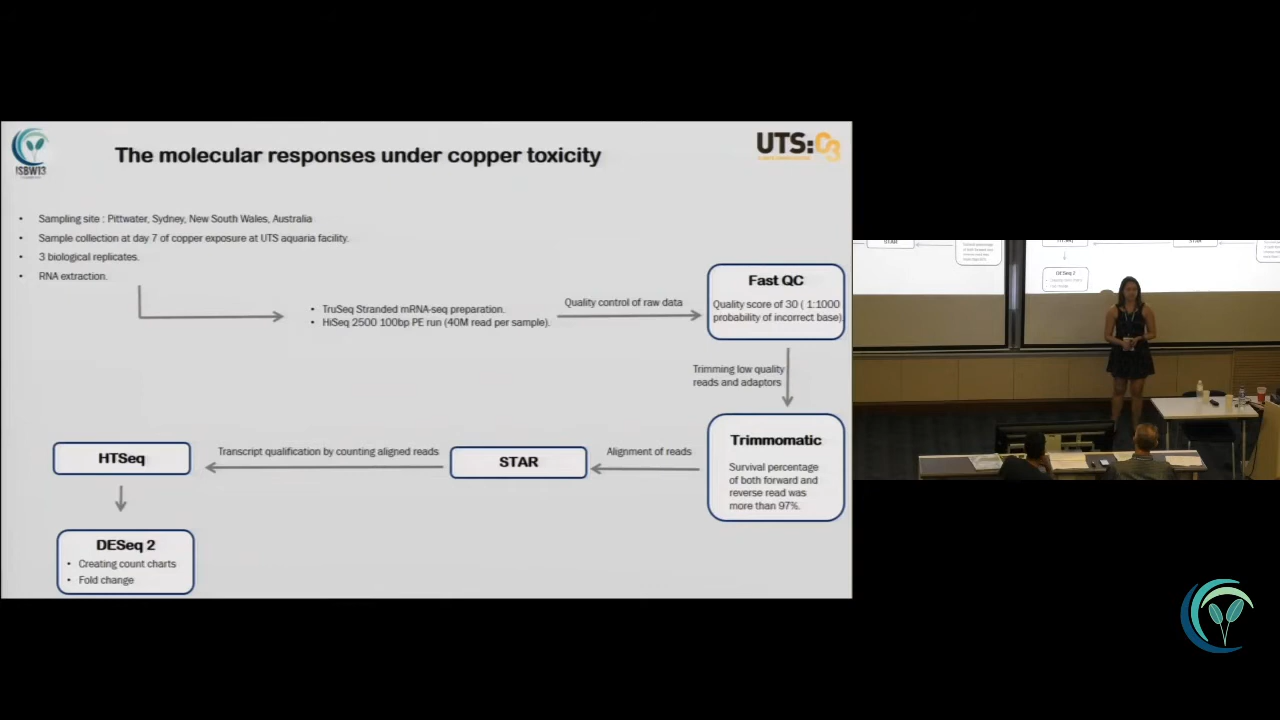 ISBW13
The molecular responses under copper toxicity
UTS:C3
• Sampling site : Pittwater, Sydney, New South Wales, Australia
• Sample collection at day 7 of copper exposure at UTS aquaria facility.
• 3 biological replicates.
• RNA extraction.
• TruSeq Stranded mRNA-seq preparation.
• HiSeq 2500 100bp PE run (40M read per sample).
Quality control of raw data
Fast QC
Quality score of 30 ( 1:1000
probability of incorrect base)
Trimming low quality
reads and adaptors
Trimmomatic
Survival percentage
of both forward and
reverse read was
more than 97%.
Alignment of reads
STAR
Transcript qualification by counting aligned reads
HTSeq
DESeq 2
• Creating count charts
• Fold change
STAR
STAR
DESeq 2